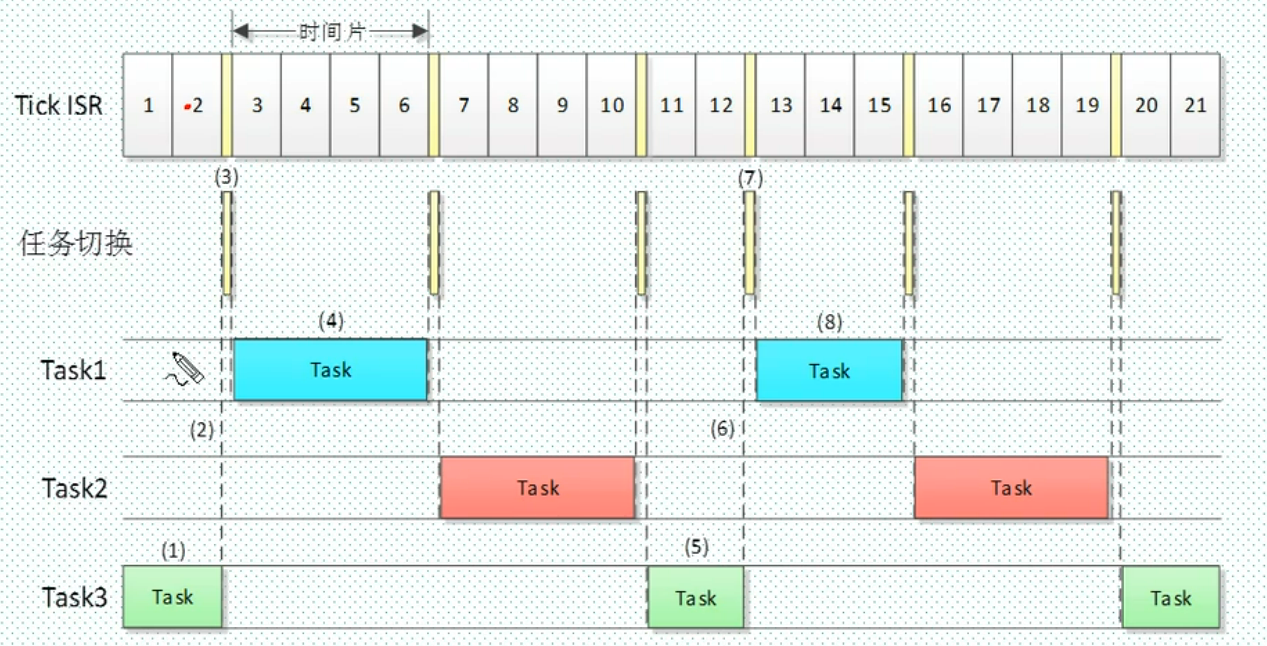 时间片
Tick ISR 1 2 3 4 5 6 7 8 9 10 11 12 13 14 15 16 17 18 19 20 21
(3) (7)
任务切换
(4) (8)
Task1 Task Task
(2) (6)
Task2 Task Task
(1) (5)
Task3 Task Task Task